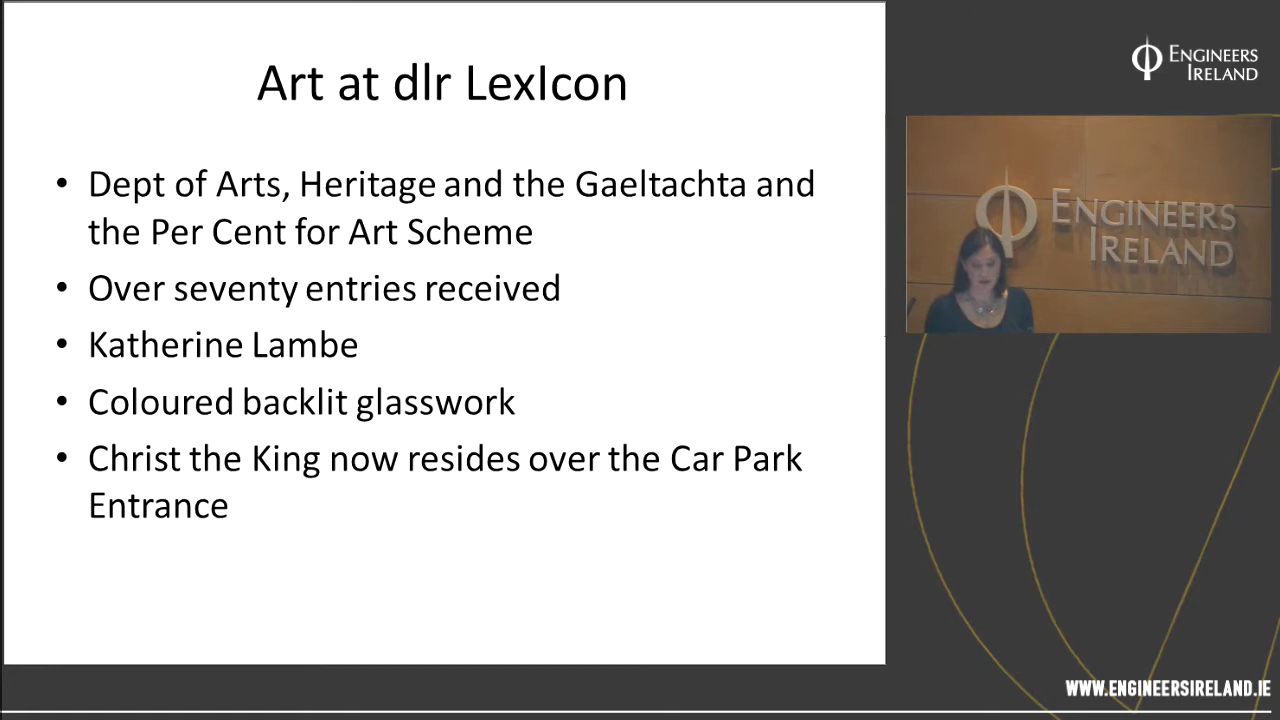 Art at dlr LexIcon
• Dept of Arts, Heritage and the Gaeltachta and
the Per Cent for Art Scheme
• Over seventy entries received
• Katherine Lambe
• Coloured backlit glasswork
• Christ the King now resides over the Car Park
Entrance
ENGINEERS
IRELAND
ENGINEERS
IRELAND
WWW.ENGINEERSIRELAND.IE